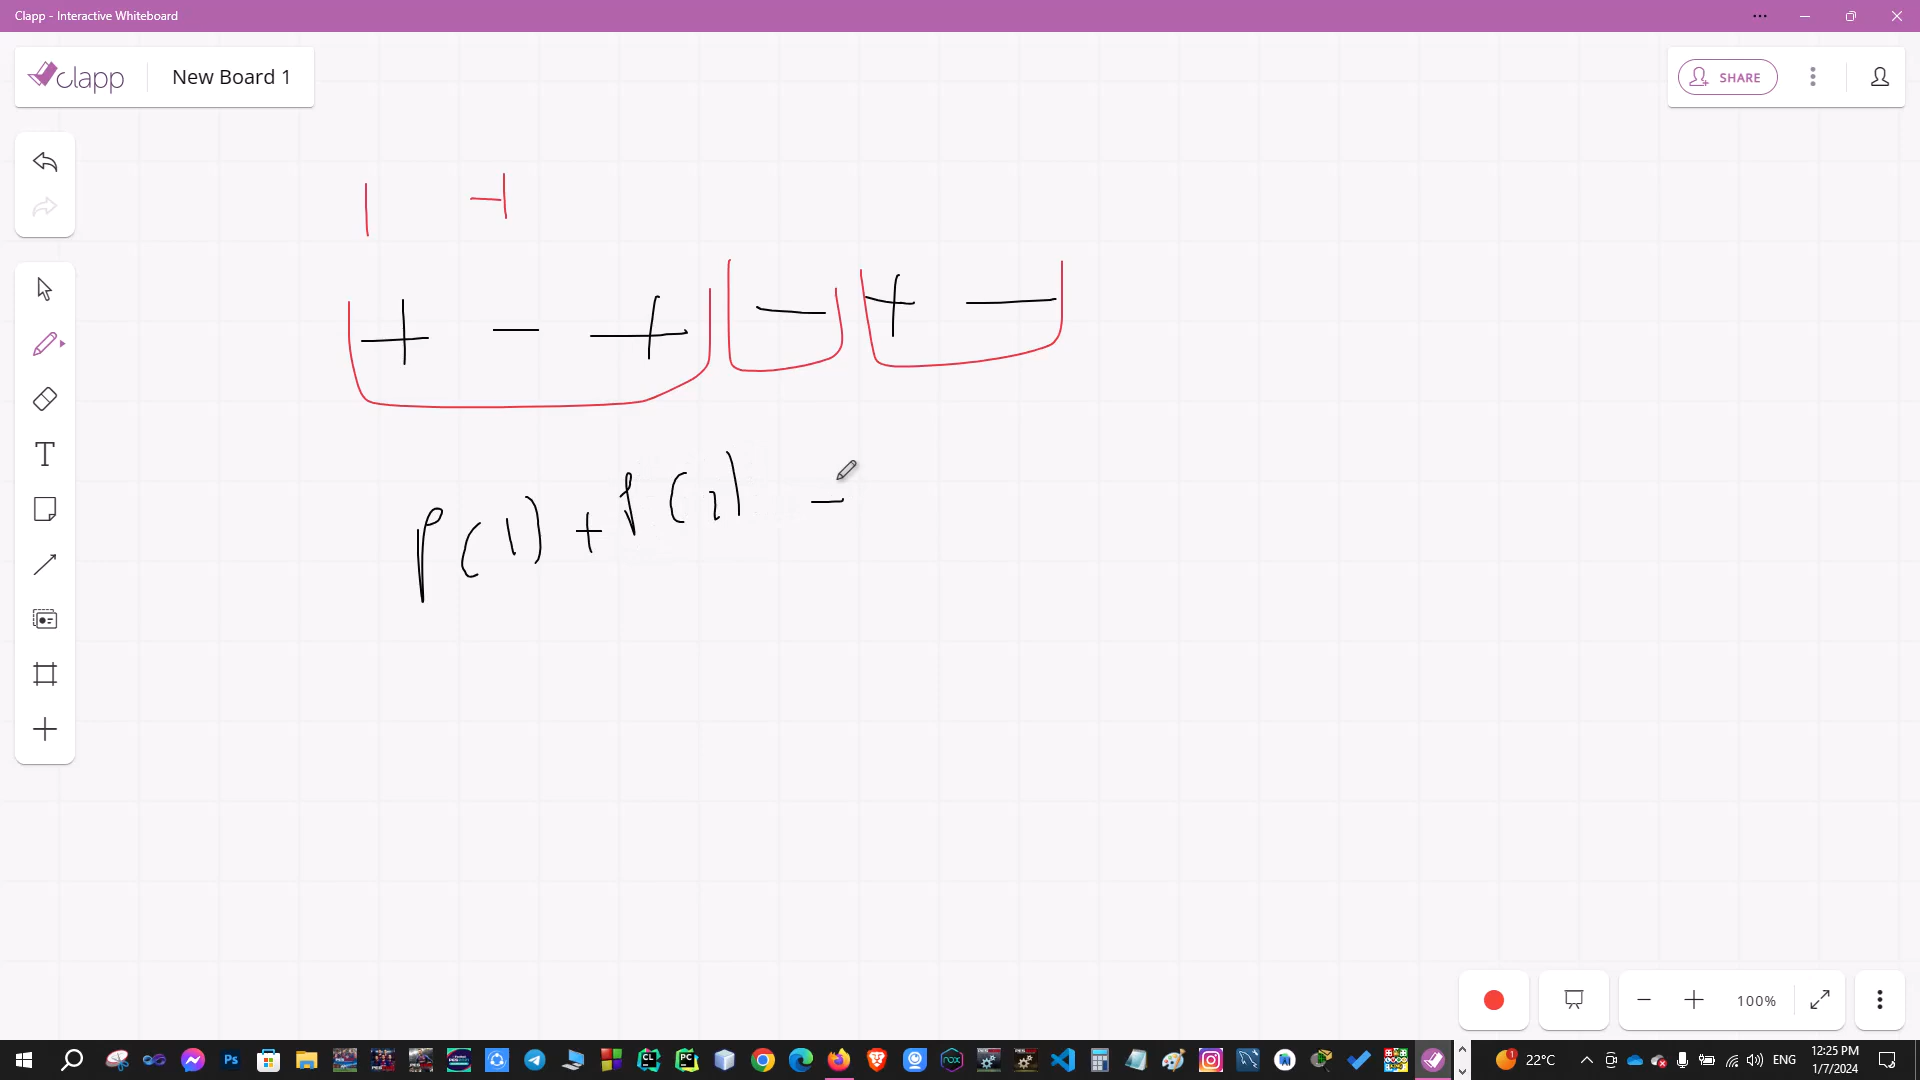 Clapp - Interactive Whiteboard
clapp New Board 1
SHARE
1 -1
+ - + - + -
P(1) + P(2) -
T
100%
22°C ENG 12:25 PM
1/7/2024